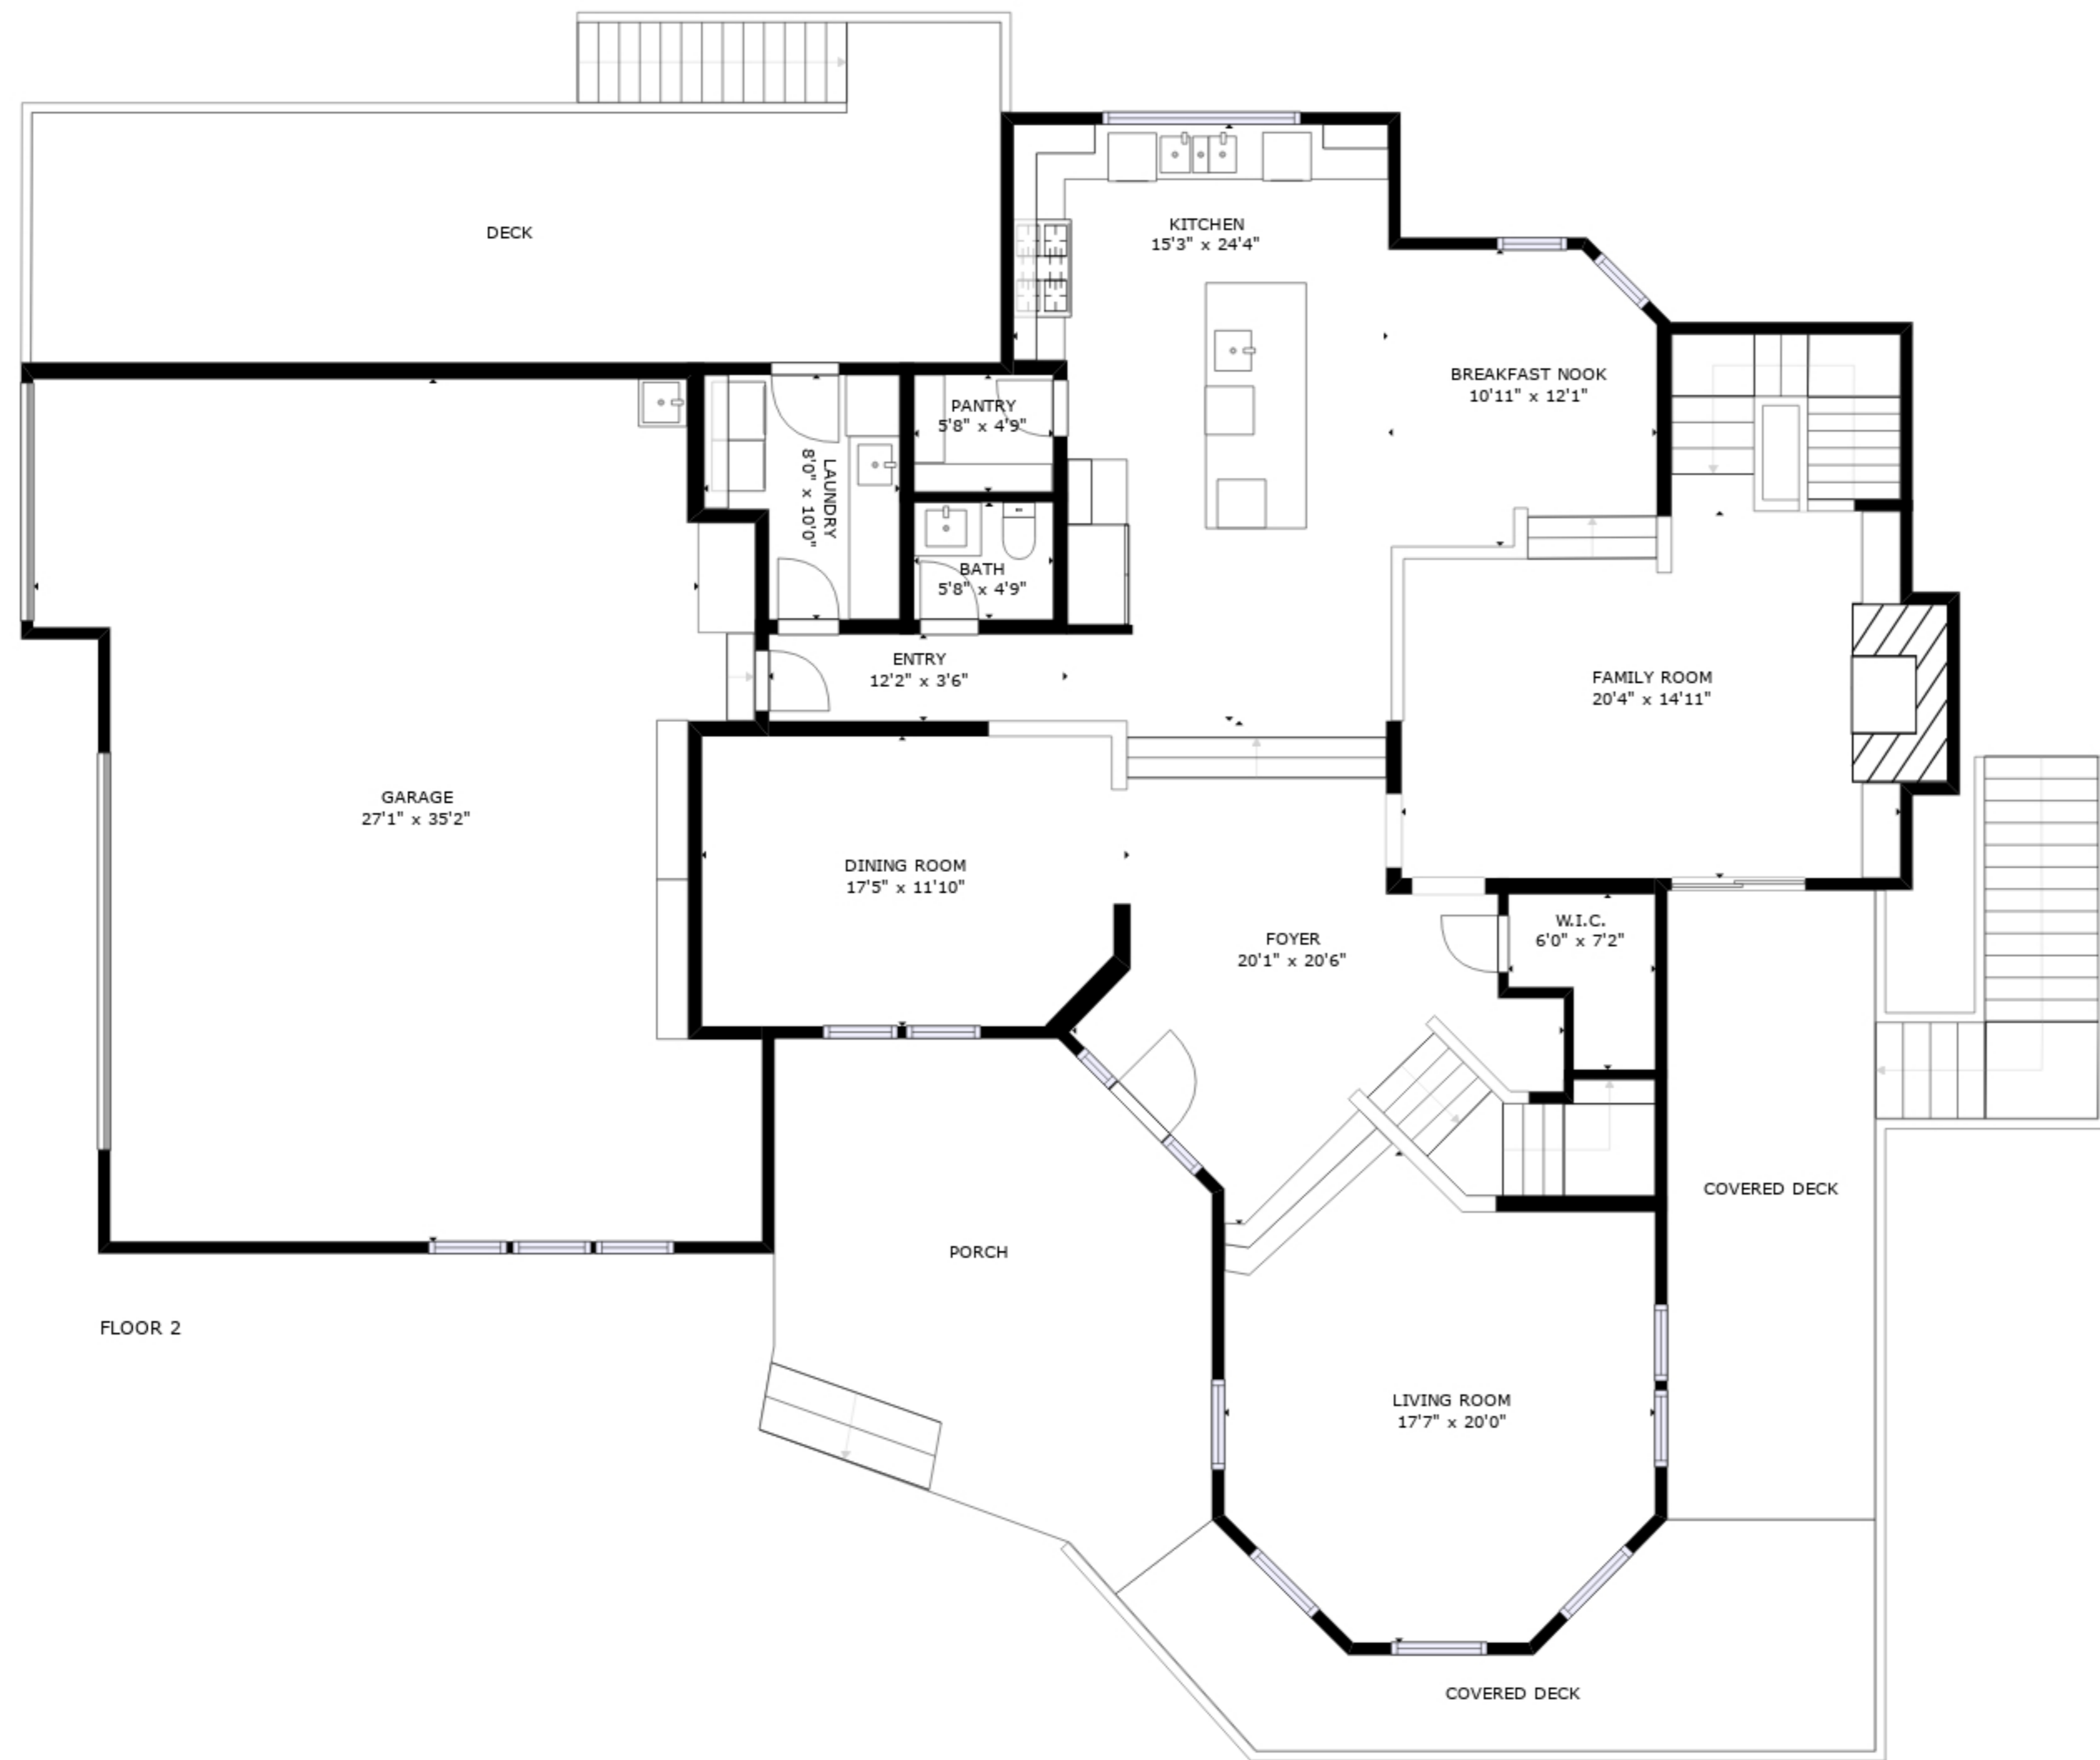 DECK
KITCHEN
15'3" x 24'4"
BREAKFAST NOOK
10'11" x 12'1"
PANTRY
5'8" x 4'9"
LAUNDRY
8'0" x 10'0"
BATH
5'8" x 4'9"
ENTRY
12'2" x 3'6"
FAMILY ROOM
20'4" x 14'11"
GARAGE
27'1" x 35'2"
DINING ROOM
17'5" x 11'10"
FOYER
20'1" x 20'6"
W.I.C.
6'0" x 7'2"
COVERED DECK
PORCH
FLOOR 2
LIVING ROOM
17'7" x 20'0"
COVERED DECK